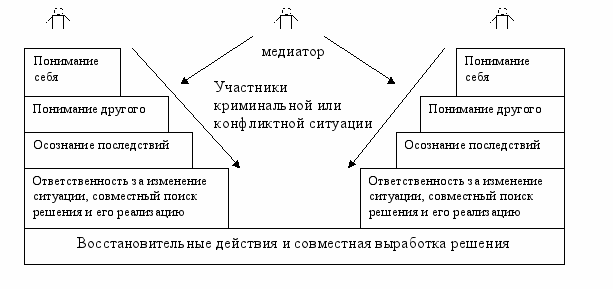 медиатор
Понимание
себя
Участники
криминальной или
конфликтной ситуации
Понимание
себя
Понимание другого
Понимание другого
Осознание последствий
Осознание последствий
Ответственность за изменение
ситуации, совместный поиск
решения и его реализацию
Ответственность за изменение
ситуации, совместный поиск
решения и его реализацию
Восстановительные действия и совместная выработка решения